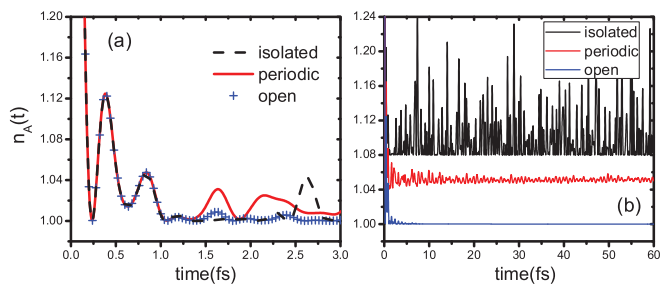 1.20
1.16
1.12
1.08
1.04
1.00
n_A(t)
(a)
isolated
periodic
open
0.0 0.5 1.0 1.5 2.0 2.5 3.0
time(fs)
1.24
1.20
1.16
1.12
1.08
1.04
1.00
isolated
periodic
open
(b)
0 10 20 30 40 50 60
time(fs)